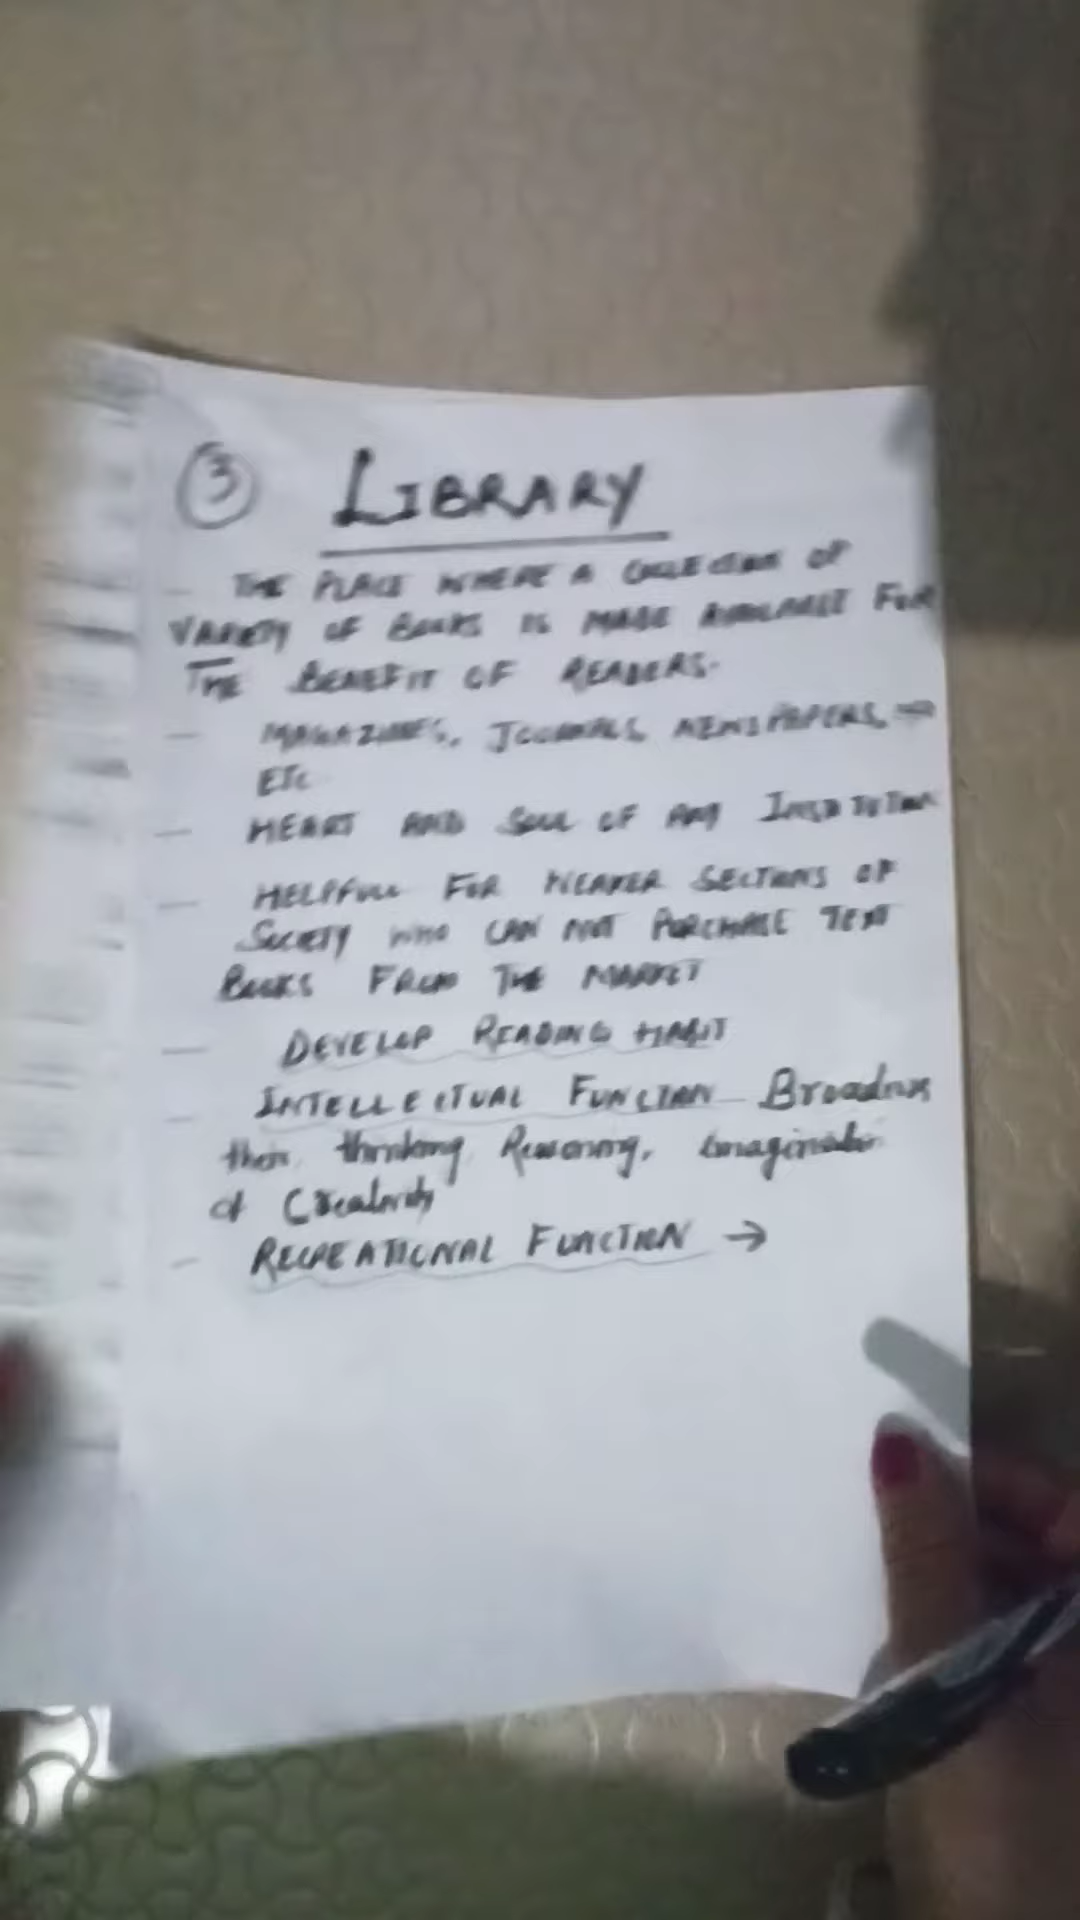 3 LIBRARY
— THE PLACE WHERE A COLLECTION OF
VARIETY OF BOOKS IS MADE AVAILABLE FOR
THE BENEFIT OF READERS.
— MAGAZINES, JOURNALS, NEWSPAPERS,
ETC
— HEART AND SOUL OF ANY INSTITUTION
— HELPFULL FOR WEAKER SECTIONS OF
SOCIETY WHO CAN NOT PURCHASE TEXT
BOOKS FROM THE MARKET
— DEVELOP READING HABIT
— INTELLECTUAL FUNCTION Broadens
their thinking, Reasoning, imagination
& Creativity
— RECREATIONAL FUNCTION →